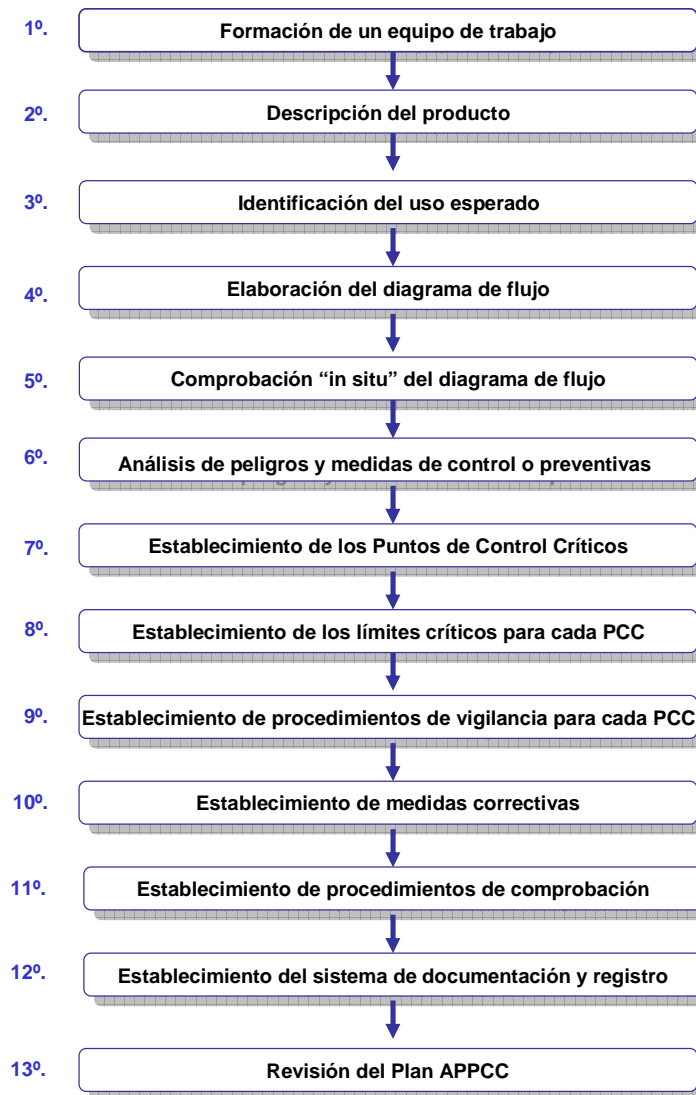 1º. Formación de un equipo de trabajo
2º. Descripción del producto
3º. Identificación del uso esperado
4º. Elaboración del diagrama de flujo
5º. Comprobación “in situ” del diagrama de flujo
6º. Análisis de peligros y medidas de control o preventivas
7º. Establecimiento de los Puntos de Control Críticos
8º. Establecimiento de los límites críticos para cada PCC
9º. Establecimiento de procedimientos de vigilancia para cada PCC
10º. Establecimiento de medidas correctivas
11º. Establecimiento de procedimientos de comprobación
12º. Establecimiento del sistema de documentación y registro
13º. Revisión del Plan APPCC